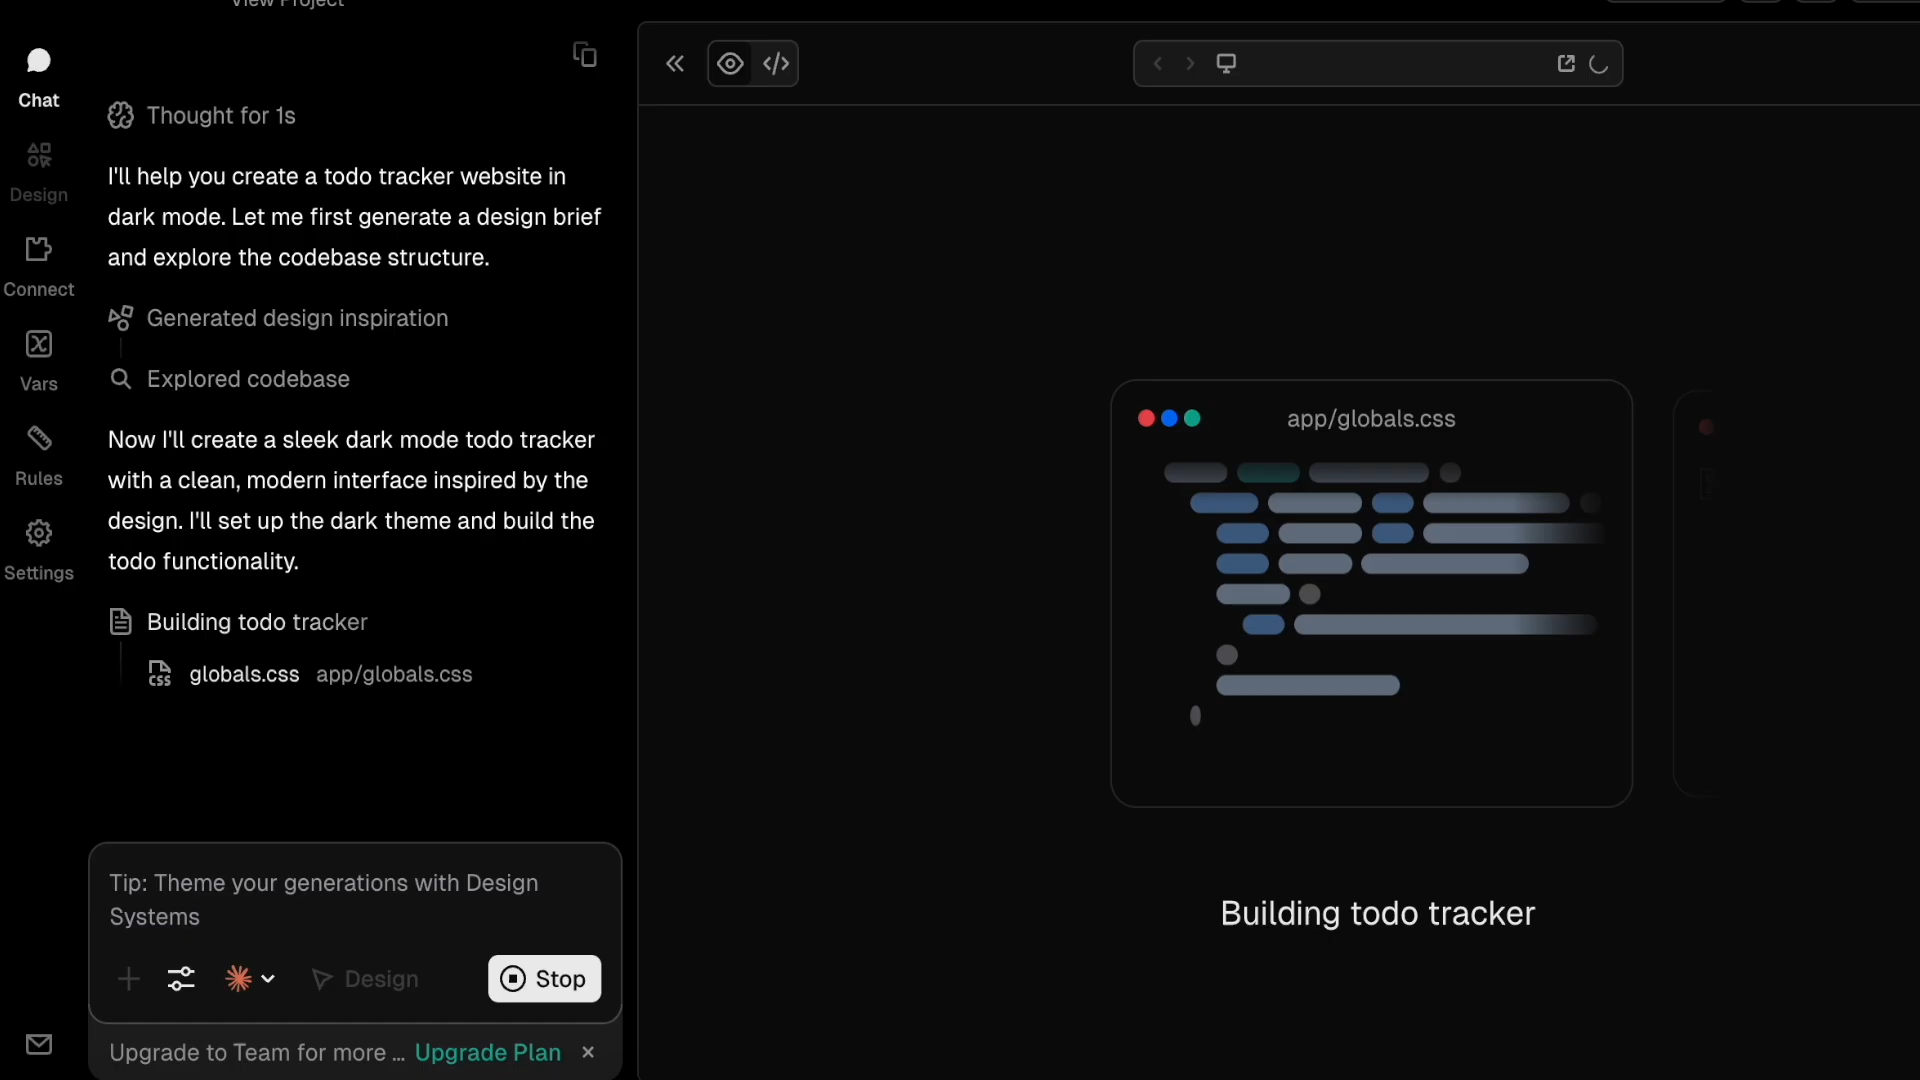 View Project
Chat
Design
Connect
Vars
Rules
Settings
Thought for 1s
I'll help you create a todo tracker website in
dark mode. Let me first generate a design brief
and explore the codebase structure.
Generated design inspiration
Explored codebase
Now I'll create a sleek dark mode todo tracker
with a clean, modern interface inspired by the
design. I'll set up the dark theme and build the
todo functionality.
Building todo tracker
CSS globals.css app/globals.css
Tip: Theme your generations with Design
Systems
Design
Stop
Upgrade to Team for more ... Upgrade Plan
app/globals.css
Building todo tracker